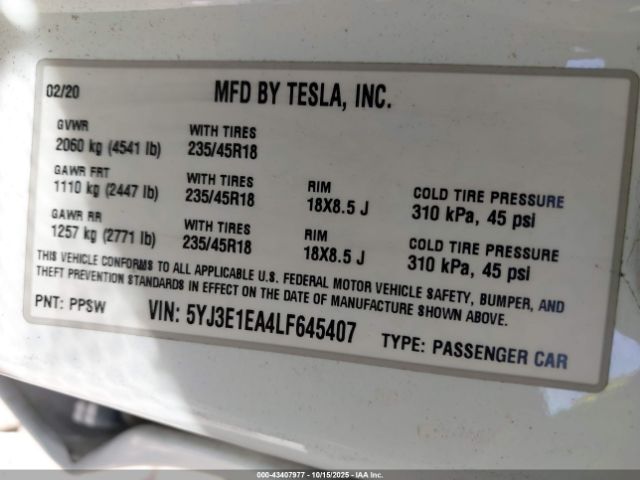 02/20 MFD BY TESLA, INC.
GVWR WITH TIRES
2060 kg (4541 lb) 235/45R18
GAWR FRT WITH TIRES RIM COLD TIRE PRESSURE
1110 kg (2447 lb) 235/45R18 18X8.5 J 310 kPa, 45 psi
GAWR RR WITH TIRES RIM COLD TIRE PRESSURE
1257 kg (2771 lb) 235/45R18 18X8.5 J 310 kPa, 45 psi
THIS VEHICLE CONFORMS TO ALL APPLICABLE U.S. FEDERAL MOTOR VEHICLE SAFETY, BUMPER, AND
THEFT PREVENTION STANDARDS IN EFFECT ON THE DATE OF MANUFACTURE SHOWN ABOVE.
PNT: PPSW VIN: 5YJ3E1EA4LF645407 TYPE: PASSENGER CAR
000-43407977 - 10/15/2025 - IAA Inc.